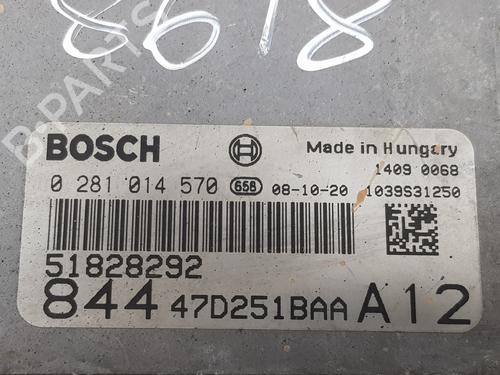 8618
B-PARTS
BOSCH
Made in Hungary
1409 0068
0 281 014 570 658 08-10-20 1039S31250
51828292
844 47D251BAA A12